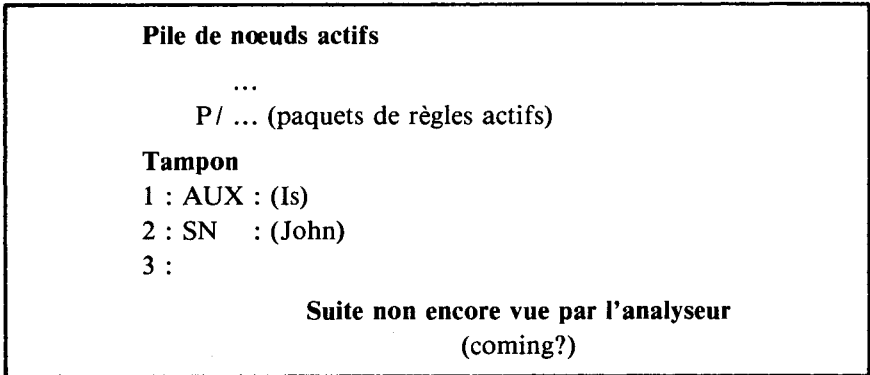 Pile de nœuds actifs
...
P/ ... (paquets de règles actifs)
Tampon
1 : AUX : (Is)
2 : SN : (John)
3 :
Suite non encore vue par l'analyseur
(coming?)